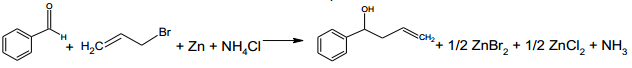 O OH
Br
H + H₂C + Zn + NH₄Cl CH₂ + 1/2 ZnBr₂ + 1/2 ZnCl₂ + NH₃